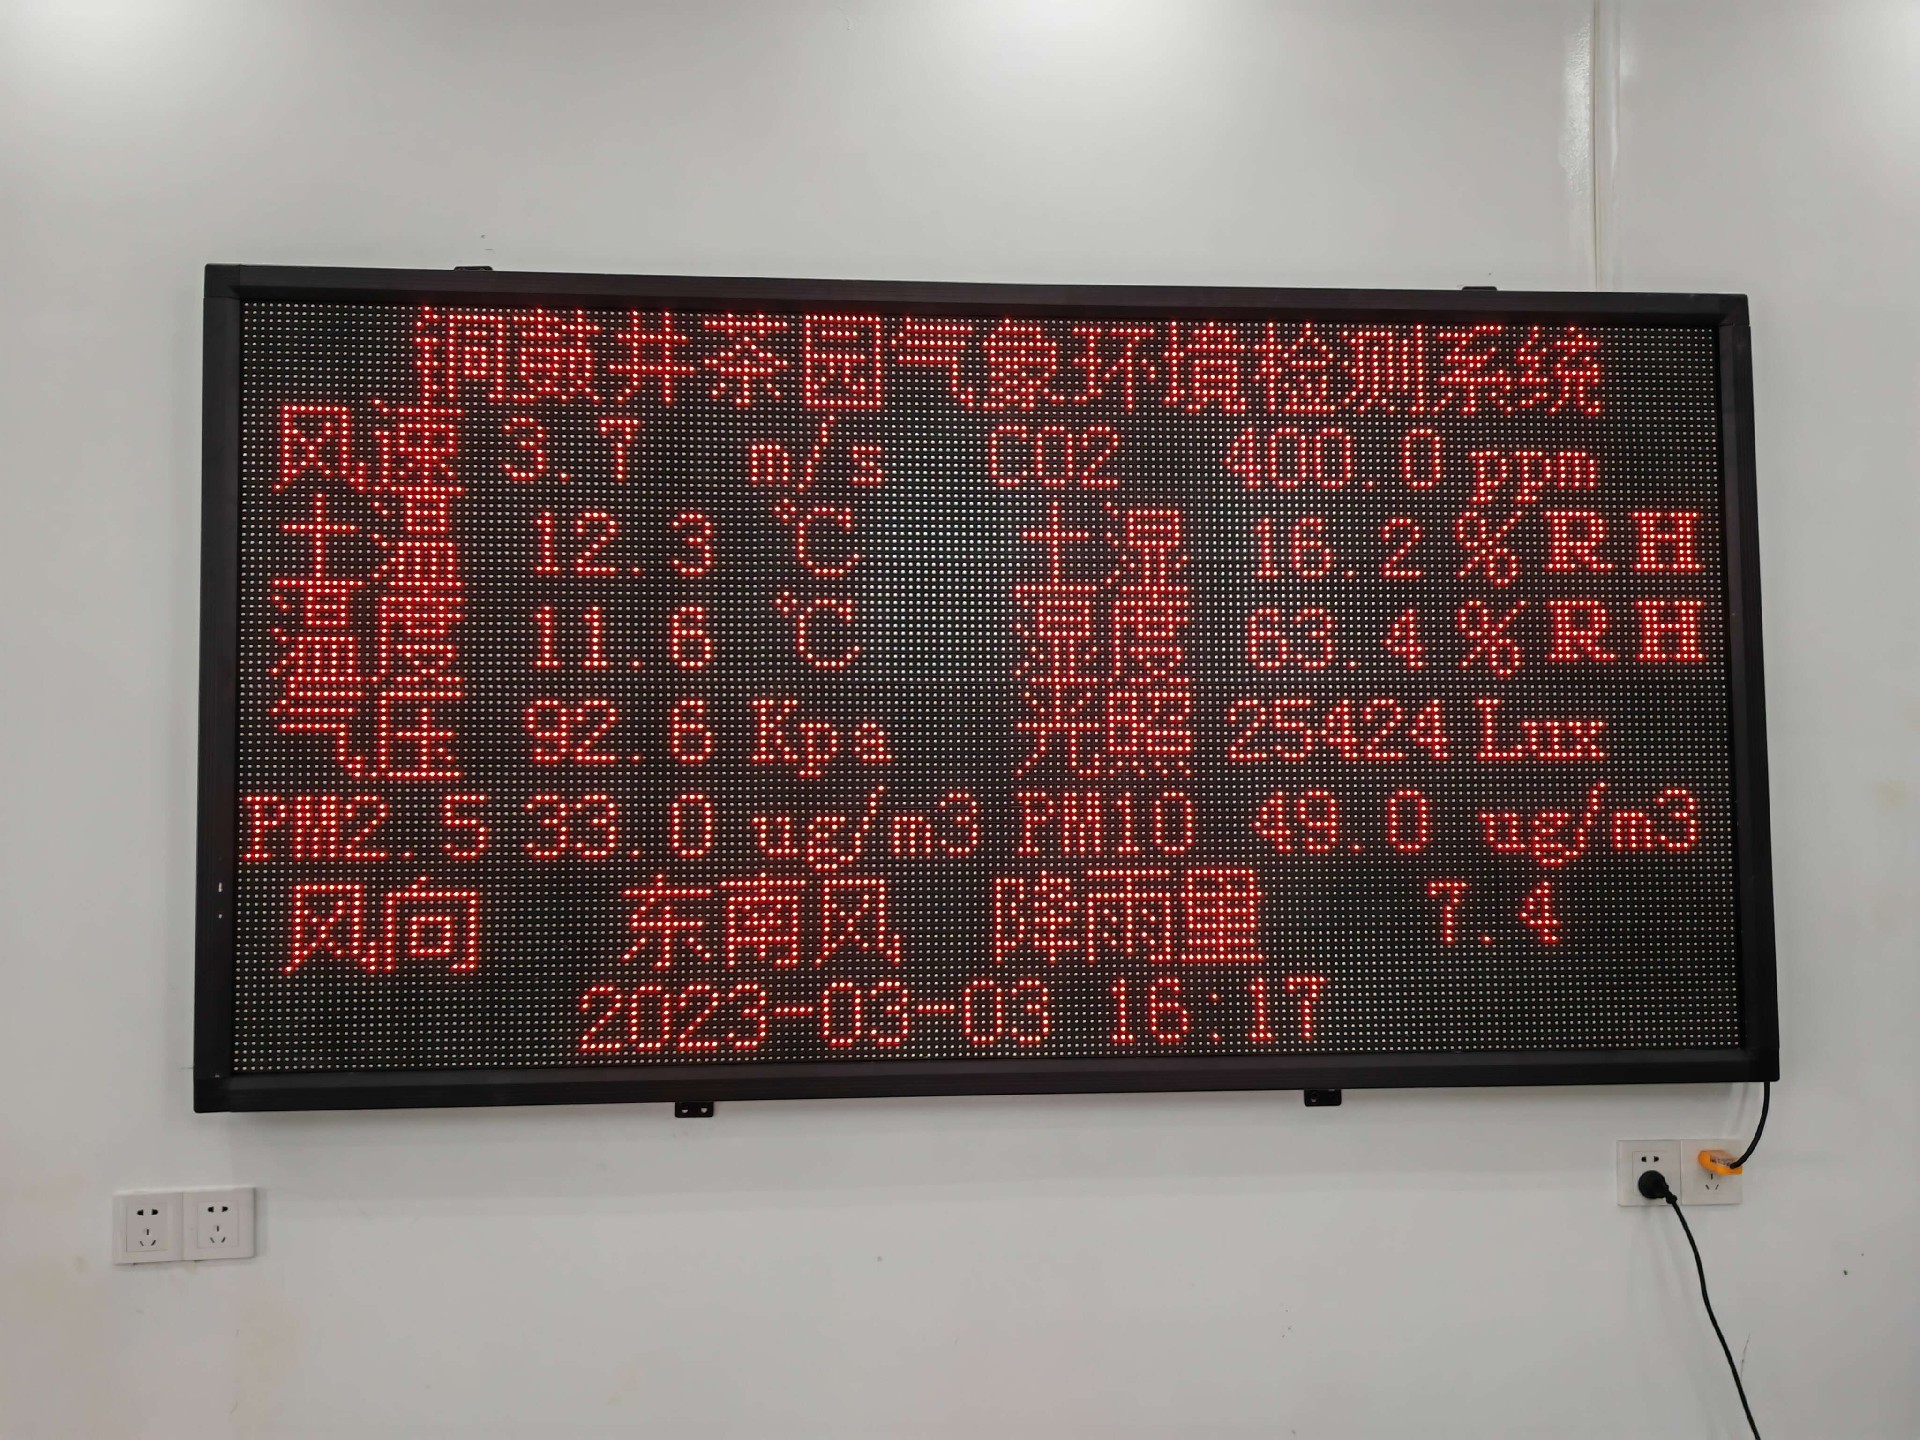 铜鼓井茶园气象环境检测系统
风速 3.7 m/s CO2 400.0 ppm
土温 12.3 ℃ 土湿 16.2 %RH
温度 11.6 ℃ 湿度 63.4 %RH
气压 92.6 Kpa 光照 25424 Lux
PM2.5 33.0 ug/m3 PM10 49.0 ug/m3
风向 东南风 降雨量 7.4
2023-03-03 16:17